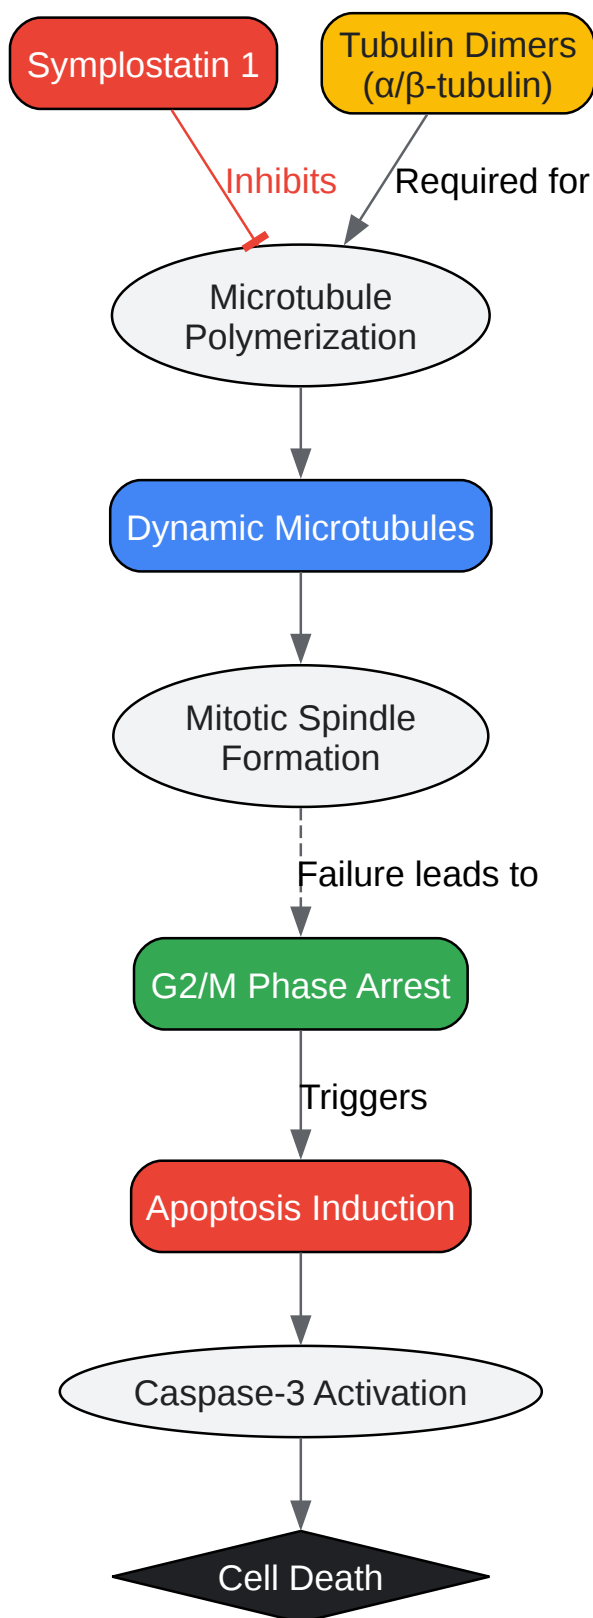 Symplostatin 1
Tubulin Dimers
(α/β-tubulin)
Inhibits
Required for
Microtubule
Polymerization
Dynamic Microtubules
Mitotic Spindle
Formation
Failure leads to
G2/M Phase Arrest
Triggers
Apoptosis Induction
Caspase-3 Activation
Cell Death